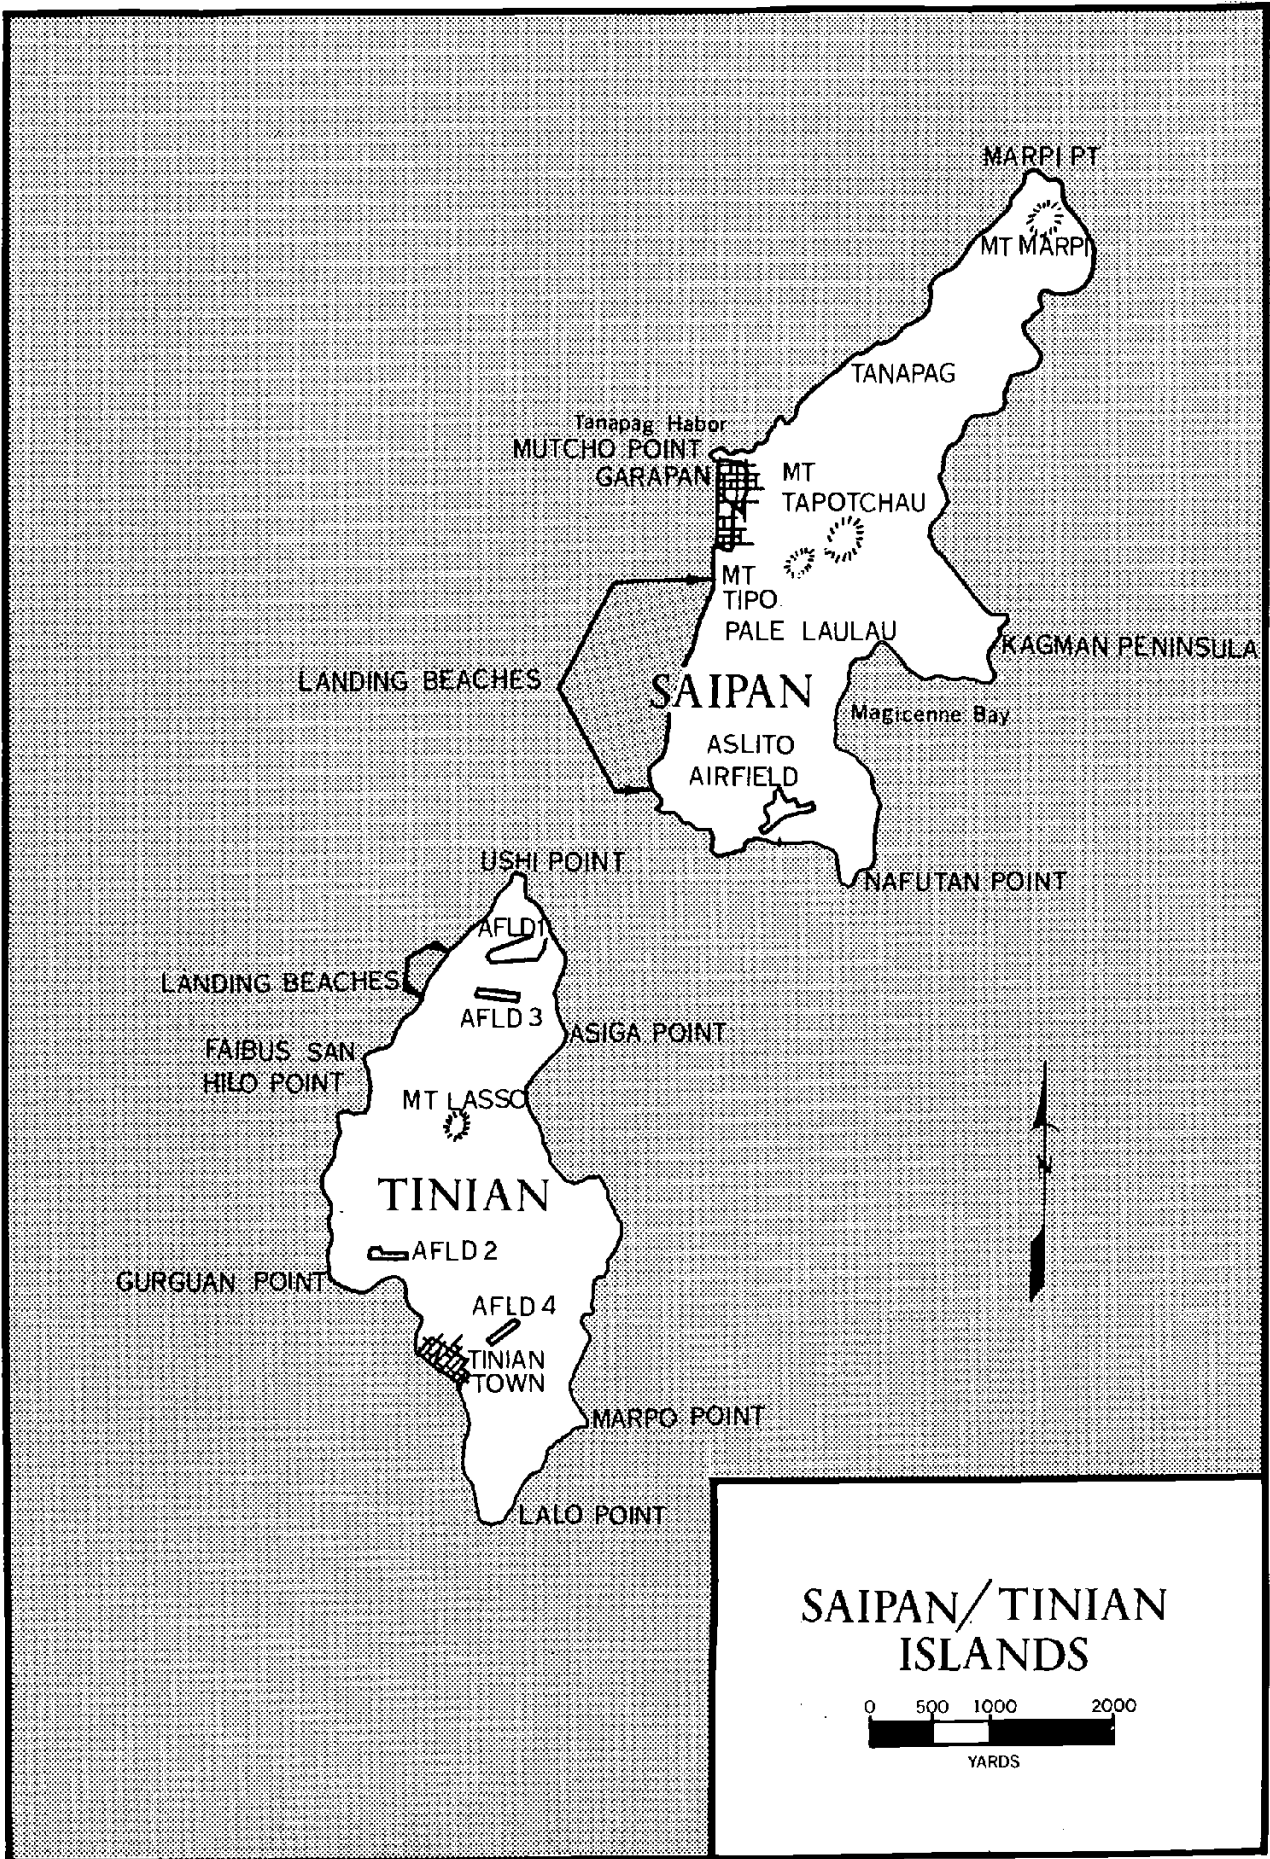 MARPI PT
MT MARPI
TANAPAG
Tanapag Habor
MUTCHO POINT
GARAPAN
MT
TAPOTCHAU
MT
TIPO
PALE LAULAU
KAGMAN PENINSULA
LANDING BEACHES
SAIPAN
Magicenne Bay
ASLITO
AIRFIELD
NAFUTAN POINT
USHI POINT
AFLD1
LANDING BEACHES
AFLD 3
ASIGA POINT
FAIBUS SAN
HILO POINT
MT LASSO
N
TINIAN
AFLD 2
GURGUAN POINT
AFLD 4
TINIAN
TOWN
MARPO POINT
LALO POINT
SAIPAN/TINIAN
ISLANDS
0 500 1000 2000
YARDS